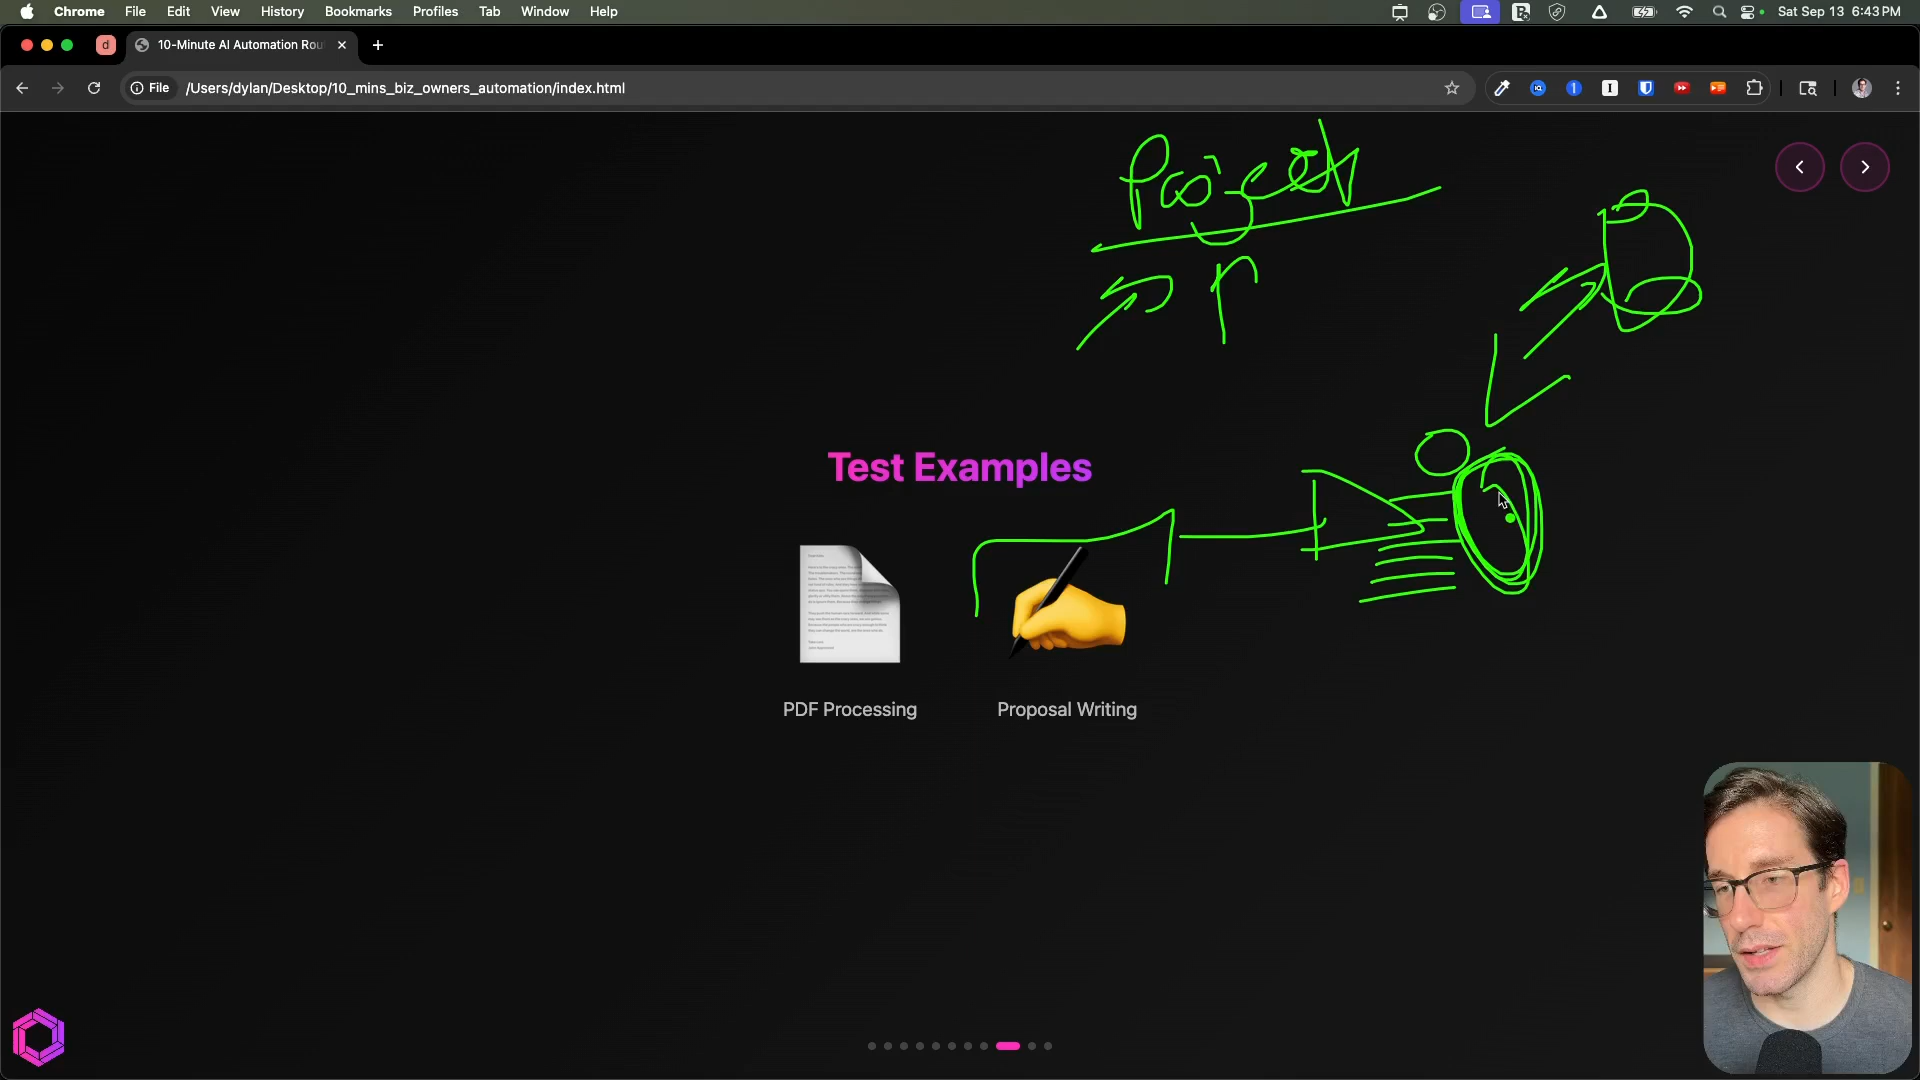 Chrome File Edit View History Bookmarks Profiles Tab Window Help Sat Sep 13 6:43 PM
d 10-Minute AI Automation Rou
File /Users/dylan/Desktop/10_mins_biz_owners_automation/index.html
Project
Test Examples
PDF Processing Proposal Writing